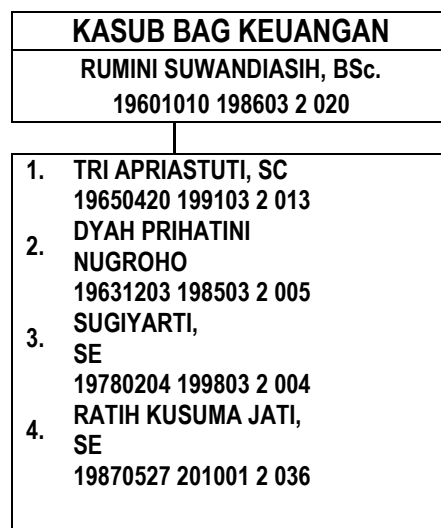 KASUB BAG KEUANGAN
RUMINI SUWANDIASIH, BSc.
19601010 198603 2 020
1. TRI APRIASTUTI, SC
19650420 199103 2 013
2. DYAH PRIHATINI
NUGROHO
19631203 198503 2 005
3. SUGIYARTI,
SE
19780204 199803 2 004
4. RATIH KUSUMA JATI,
SE
19870527 201001 2 036